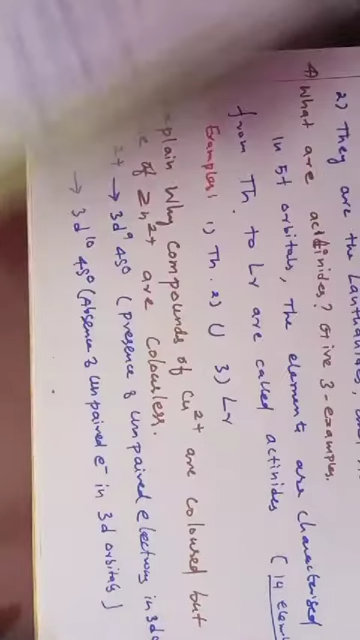 2) They are the Lanthanides,
4) What are actinides? Give 3-examples.
in 5f orbitals, The elements are characterised
from Th to Lr are called actinides (14 elem
Examples: 1) Th. 2) U 3) Lr
plain Why compounds of Cu²⁺ are coloured but
of Zn²⁺ are colourless.
→ 3d⁹ 4s⁰ (presence of unpaired electrons in 3d
→ 3d¹⁰ 4s⁰ (Absence of unpaired e⁻ in 3d orbitals)